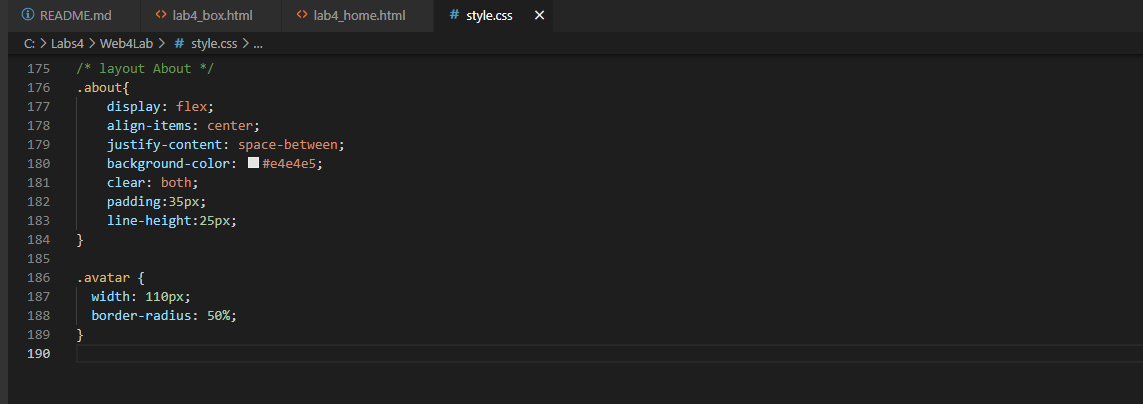 README.md lab4_box.html lab4_home.html style.css
C: > Labs4 > Web4Lab > # style.css > ...
175 /* layout About */
176 .about{
177     display: flex;
178     align-items: center;
179     justify-content: space-between;
180     background-color: #e4e4e5;
181     clear: both;
182     padding:35px;
183     line-height:25px;
184 }
185
186 .avatar {
187   width: 110px;
188   border-radius: 50%;
189 }
190